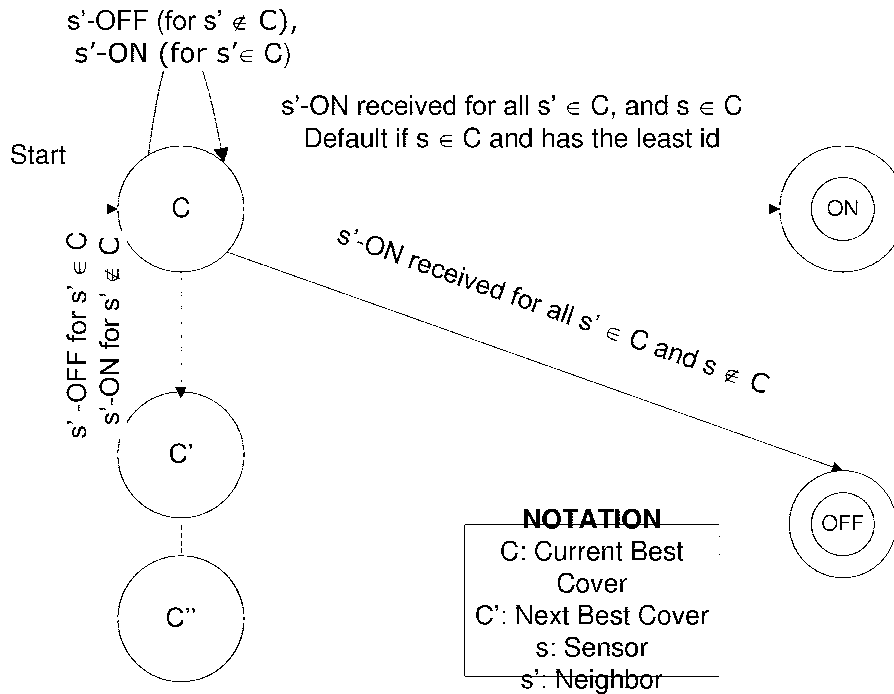 s'-OFF (for s' ∉ C),
s'-ON (for s'∈ C)
s'-ON received for all s' ∈ C, and s ∈ C
Default if s ∈ C and has the least id
Start
C
ON
s'-ON received for all s' ∈ C and s ∉ C
s' -OFF for s' ∈ C
s'-ON for s' ∉ C
C'
OFF
C''
NOTATION
C: Current Best
Cover
C': Next Best Cover
s: Sensor
s': Neighbor